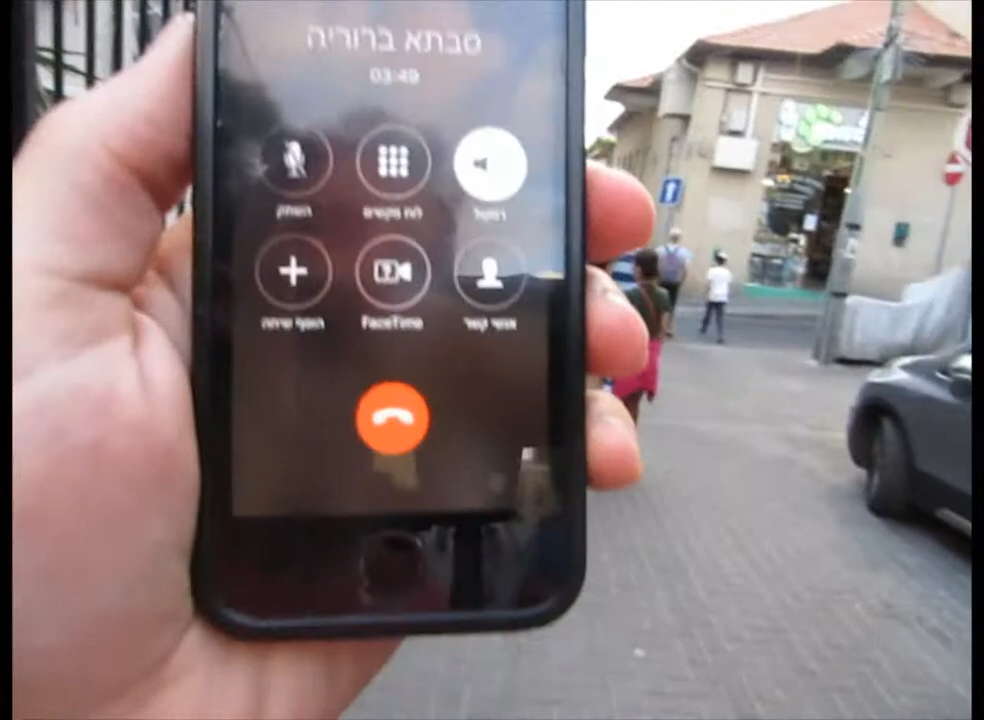 סבתא ברוריה
03:49
השתק
לוח מקשים
רמקול
הוסף שיחה
FaceTime
אנשי קשר